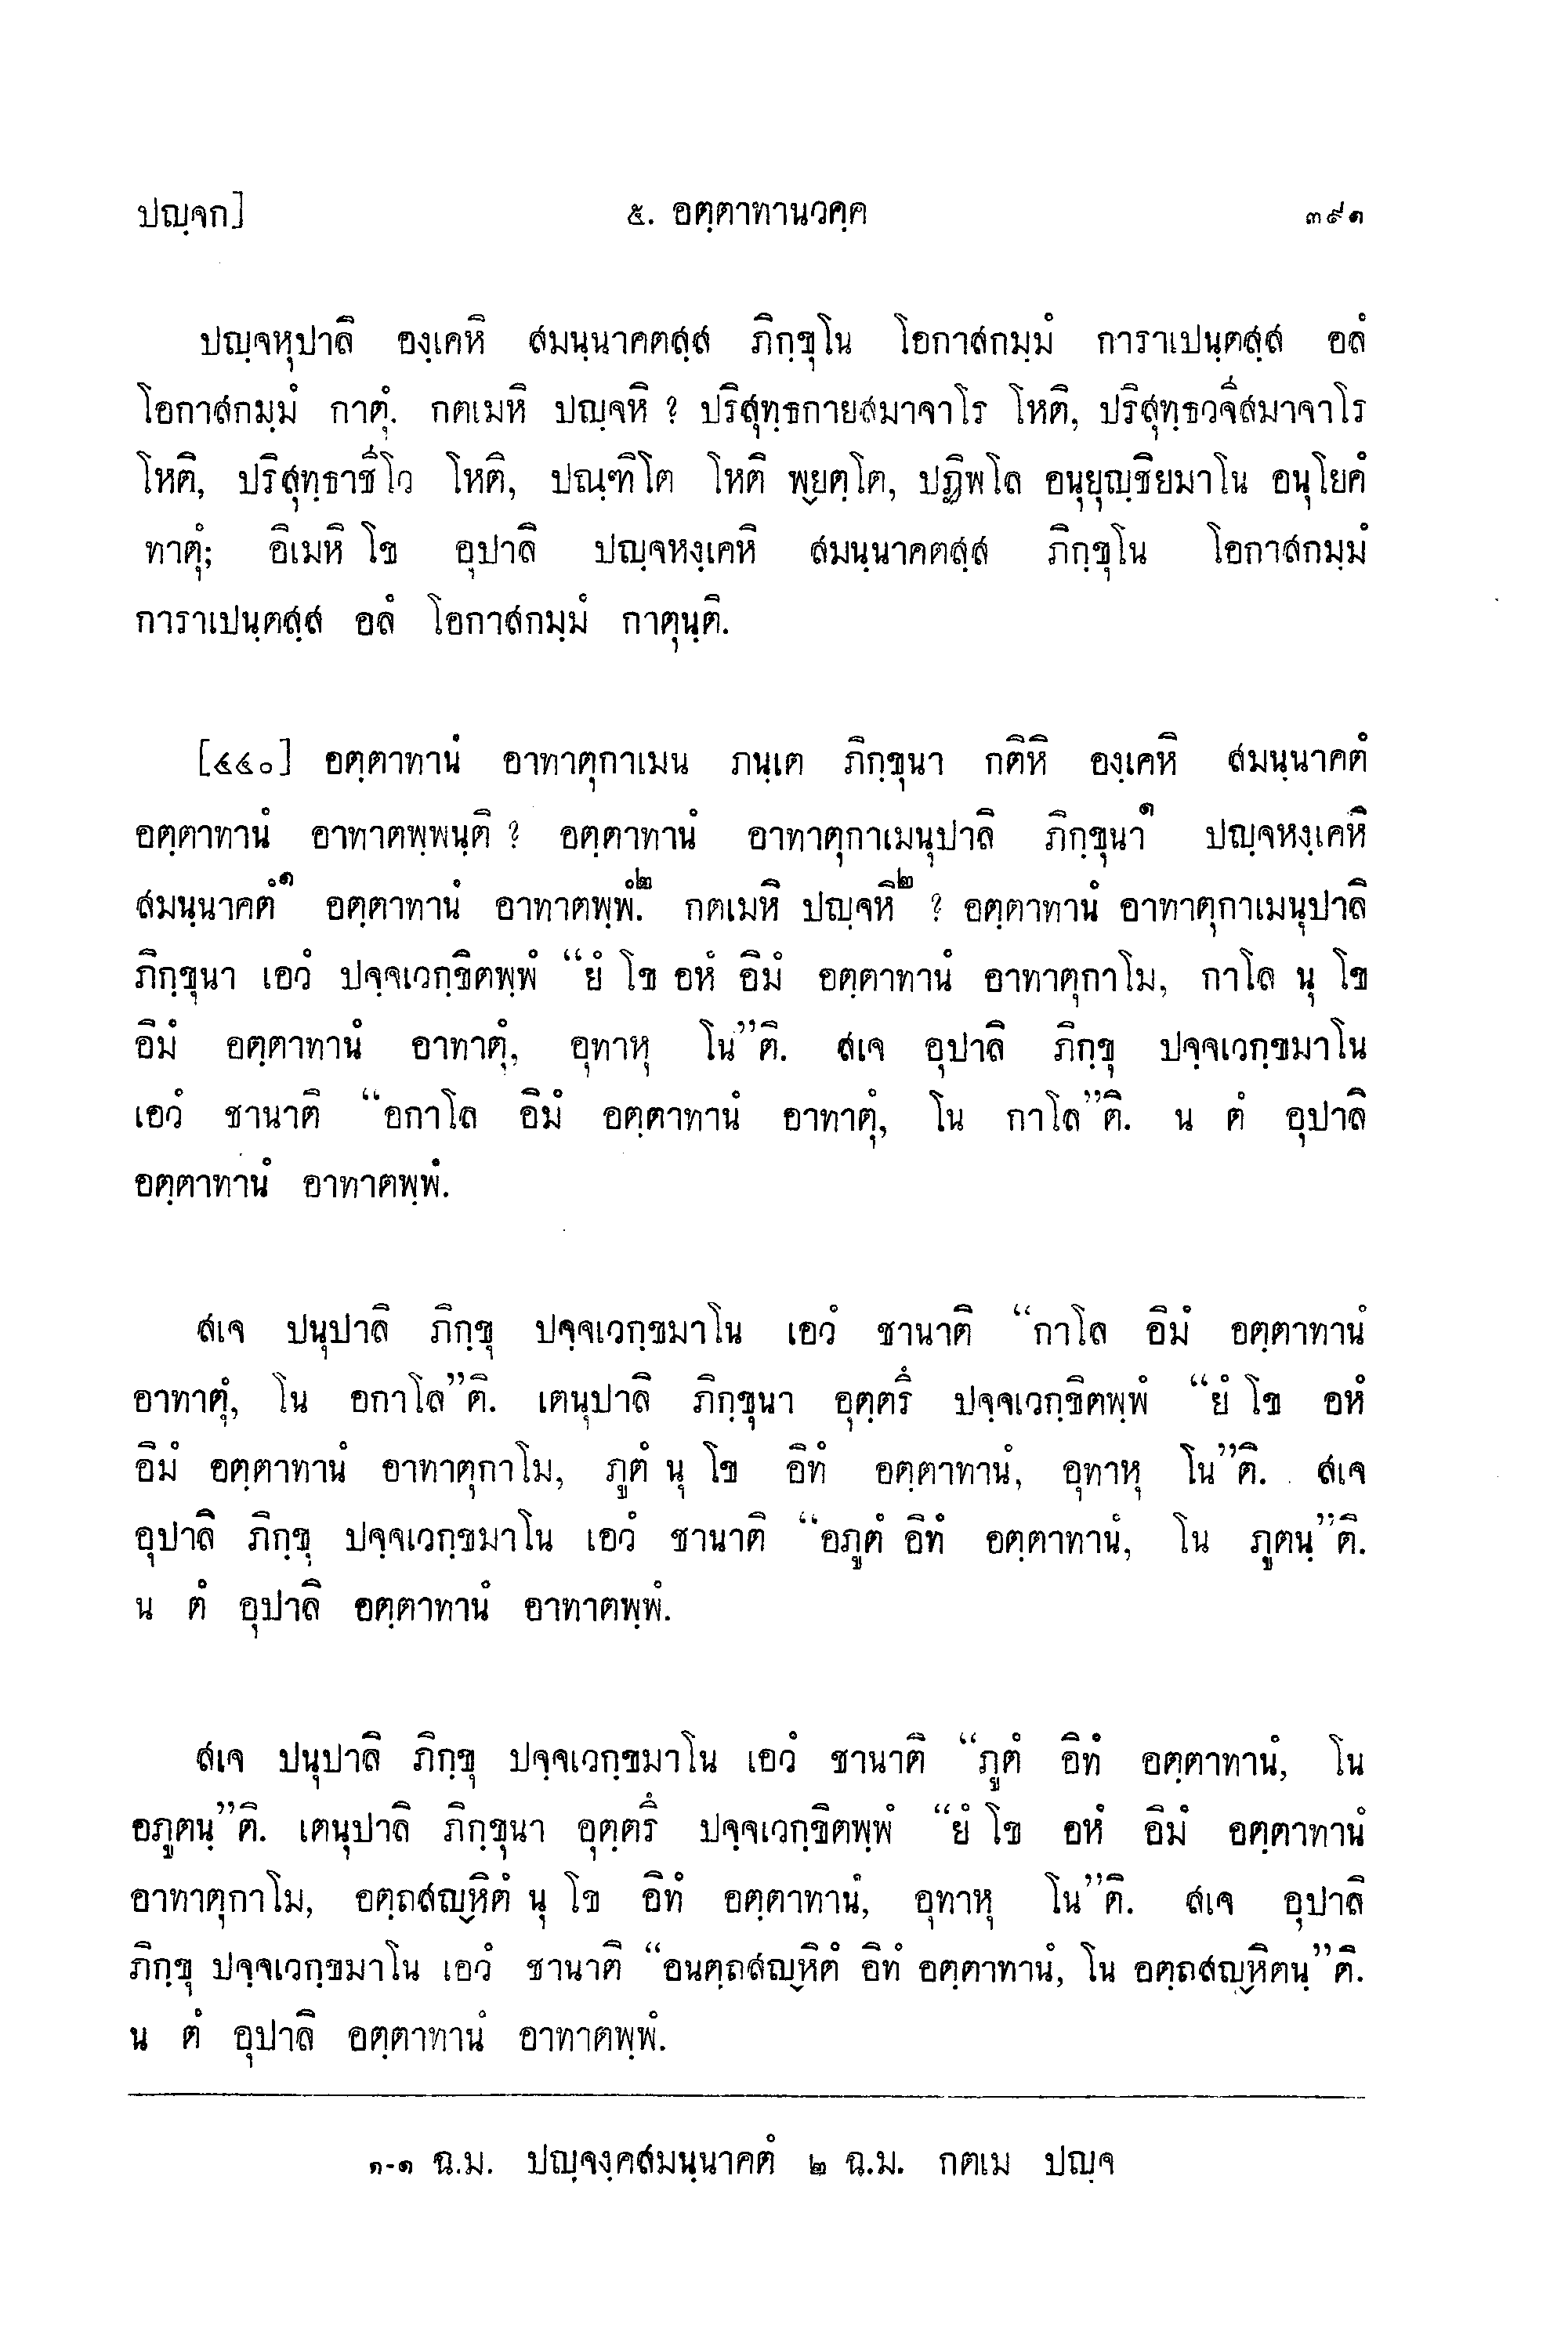 ปญฺจก]
๕. อตฺตาทานวคฺค
๓๙๑
ปญฺจหุปาลิ องฺเคหิ สมนฺนาคตสฺส ภิกฺขุโน โอกาสกมฺมํ การาเปนฺตสฺส อลํ
โอกาสกมฺมํ กาตุํ. กตเมหิ ปญฺจหิ ? ปริสุทฺธกายสมาจาโร โหติ, ปริสุทฺธวจีสมาจาโร
โหติ, ปริสุทฺธาชีโว โหติ, ปณฺฑิโต โหติ พฺยตฺโต, ปฏิพโล อนุยุญฺชิยมาโน อนุโยคํ
ทาตุํ; อิเมหิ โข อุปาลิ ปญฺจหงฺเคหิ สมนฺนาคตสฺส ภิกฺขุโน โอกาสกมฺมํ
การาเปนฺตสฺส อลํ โอกาสกมฺมํ กาตุนฺติ.
[๔๔๐] อตฺตาทานํ อาทาตุกาเมน ภนฺเต ภิกฺขุนา กติหิ องฺเคหิ สมนฺนาคตํ
อตฺตาทานํ อาทาตพฺพนฺติ ? อตฺตาทานํ อาทาตุกาเมนุปาลิ ภิกฺขุนา๑ ปญฺจหงฺเคหิ
สมนฺนาคตํ๑ อตฺตาทานํ อาทาตพฺพํ.๒ กตเมหิ ปญฺจหิ๒ ? อตฺตาทานํ อาทาตุกาเมนุปาลิ
ภิกฺขุนา เอวํ ปจฺจเวกฺขิตพฺพํ “ยํ โข อหํ อิมํ อตฺตาทานํ อาทาตุกาโม, กาโล นุ โข
อิมํ อตฺตาทานํ อาทาตุํ, อุทาหุ โน”ติ. สเจ อุปาลิ ภิกฺขุ ปจฺจเวกฺขมาโน
เอวํ ชานาติ “อกาโล อิมํ อตฺตาทานํ อาทาตุํ, โน กาโล”ติ. น ตํ อุปาลิ
อตฺตาทานํ อาทาตพฺพํ.
สเจ ปนุปาลิ ภิกฺขุ ปจฺจเวกฺขมาโน เอวํ ชานาติ “กาโล อิมํ อตฺตาทานํ
อาทาตุํ, โน อกาโล”ติ. เตนุปาลิ ภิกฺขุนา อุตฺตรึ ปจฺจเวกฺขิตพฺพํ “ยํ โข อหํ
อิมํ อตฺตาทานํ อาทาตุกาโม, ภูตํ นุ โข อิทํ อตฺตาทานํ, อุทาหุ โน”ติ. สเจ
อุปาลิ ภิกฺขุ ปจฺจเวกฺขมาโน เอวํ ชานาติ “อภูตํ อิทํ อตฺตาทานํ, โน ภูตนฺ”ติ.
น ตํ อุปาลิ อตฺตาทานํ อาทาตพฺพํ.
สเจ ปนุปาลิ ภิกฺขุ ปจฺจเวกฺขมาโน เอวํ ชานาติ “ภูตํ อิทํ อตฺตาทานํ, โน
อภูตนฺ”ติ. เตนุปาลิ ภิกฺขุนา อุตฺตรึ ปจฺจเวกฺขิตพฺพํ “ยํ โข อหํ อิมํ อตฺตาทานํ
อาทาตุกาโม, อตฺถสญฺหิตํ นุ โข อิทํ อตฺตาทานํ, อุทาหุ โน”ติ. สเจ อุปาลิ
ภิกฺขุ ปจฺจเวกฺขมาโน เอวํ ชานาติ “อนตฺถสญฺหิตํ อิทํ อตฺตาทานํ, โน อตฺถสญฺหิตนฺ”ติ.
น ตํ อุปาลิ อตฺตาทานํ อาทาตพฺพํ.
๑-๑ ฉ.ม. ปญฺจงฺคสมนฺนาคตํ ๒ ฉ.ม. กตเม ปญฺจ